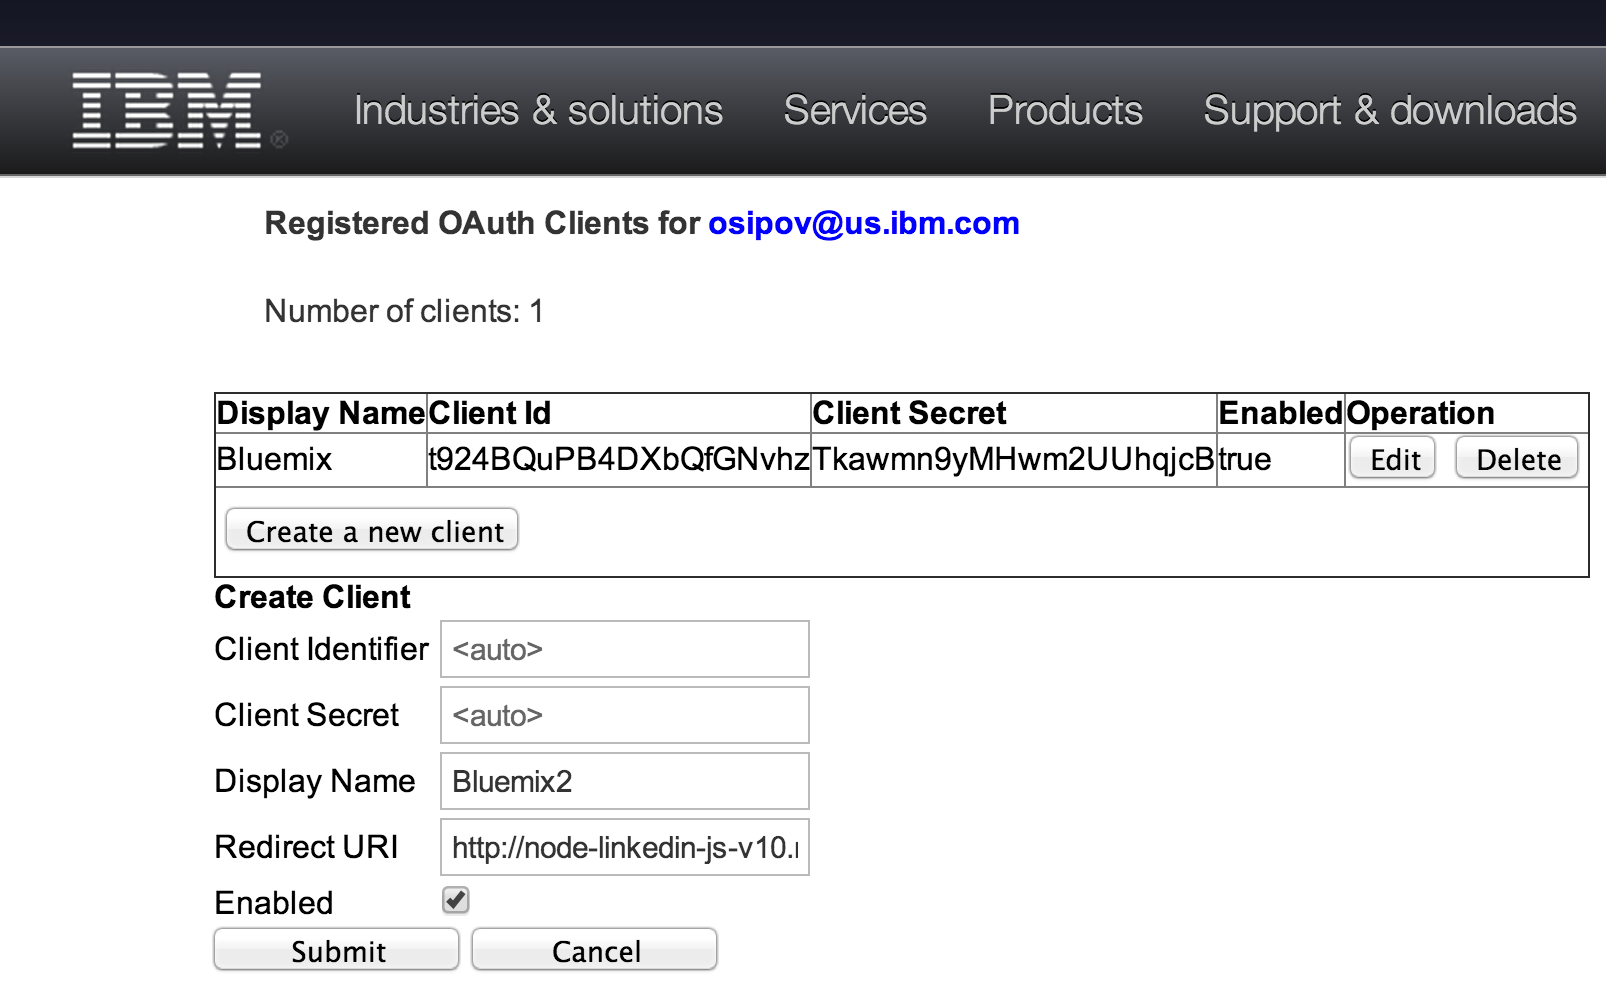 IBM ®
Industries & solutions Services Products Support & downloads
Registered OAuth Clients for osipov@us.ibm.com
Number of clients: 1
Display Name Client Id Client Secret Enabled Operation
Bluemix t924BQuPB4DXbQfGNvhz Tkawmn9yMHwm2UUhqjcB true Edit Delete
Create a new client
Create Client
Client Identifier <auto>
Client Secret <auto>
Display Name Bluemix2
Redirect URI http://node-linkedin-js-v10.
Enabled
Submit Cancel